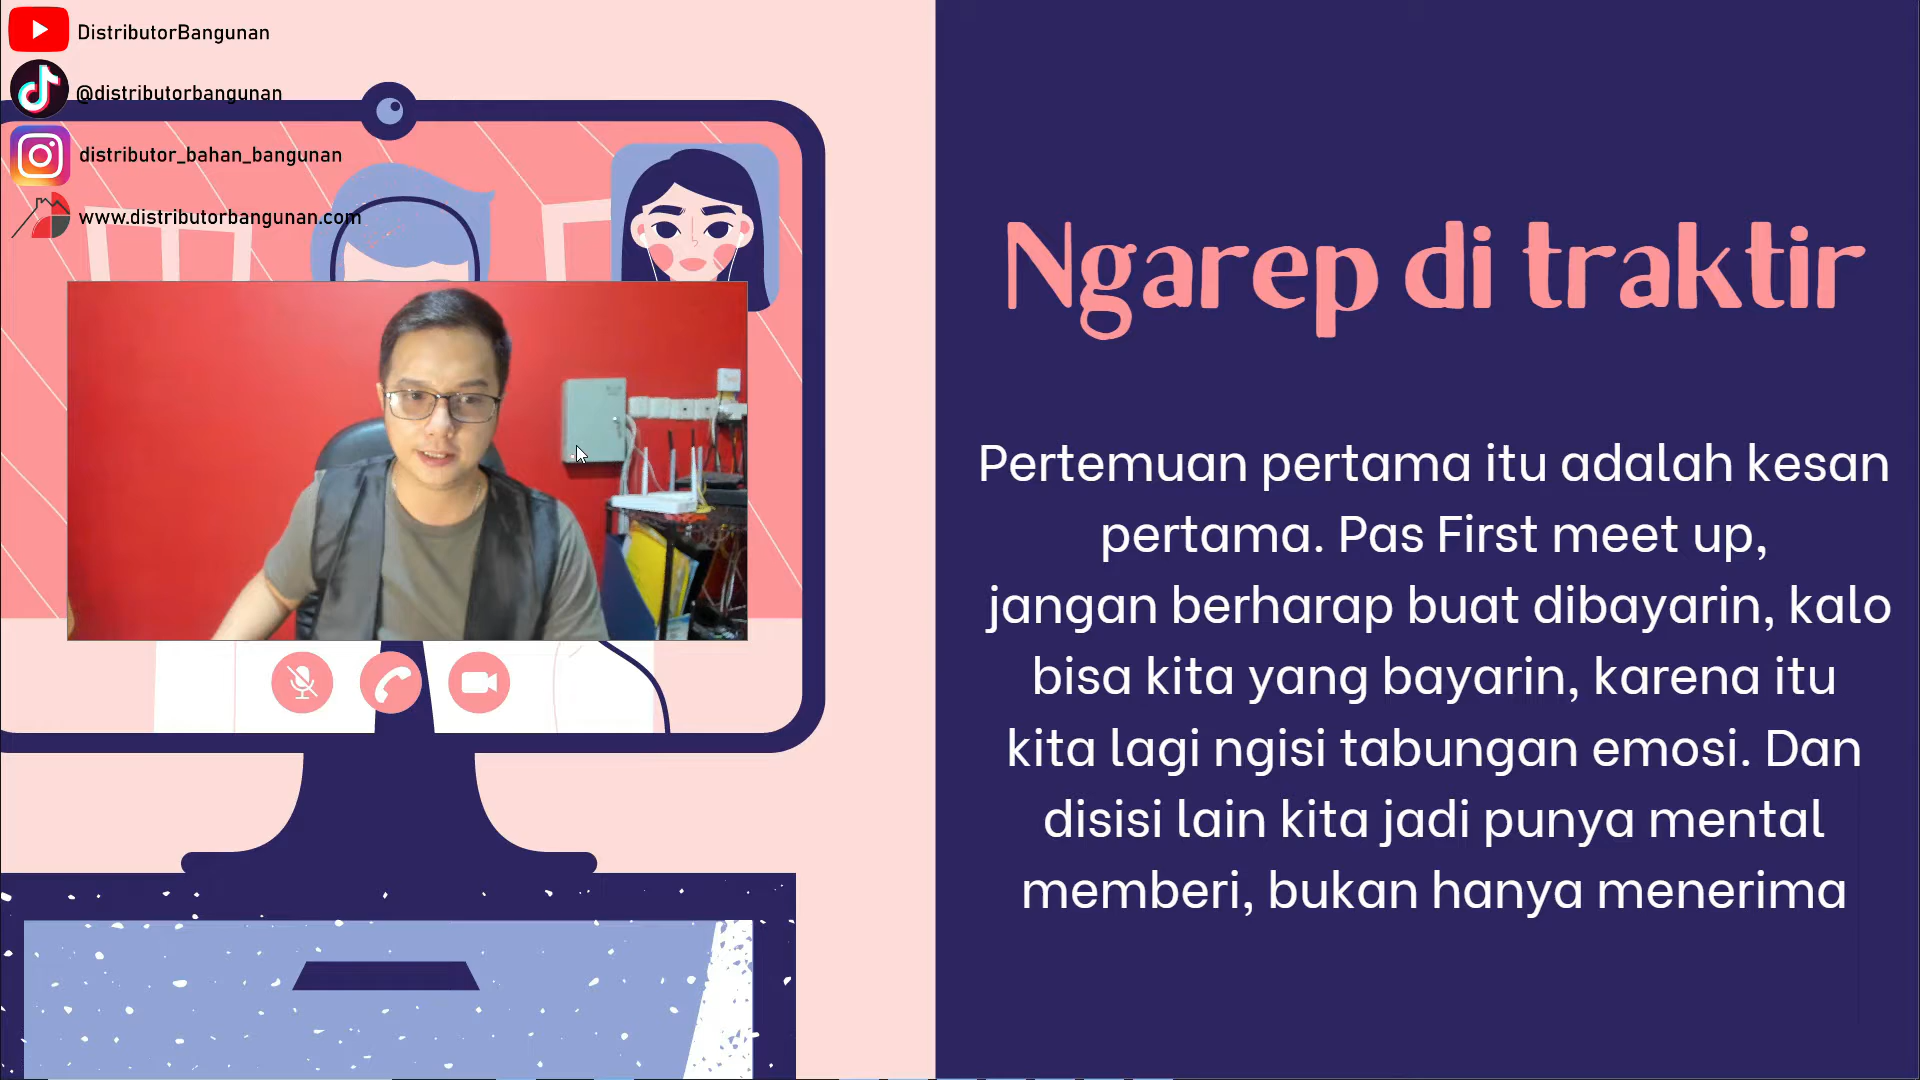 DistributorBangunan
@distributorbangunan
distributor_bahan_bangunan
www.distributorbangunan.com
Ngarep di traktir
Pertemuan pertama itu adalah kesan
pertama. Pas First meet up,
jangan berharap buat dibayarin, kalo
bisa kita yang bayarin, karena itu
kita lagi ngisi tabungan emosi. Dan
disisi lain kita jadi punya mental
memberi, bukan hanya menerima